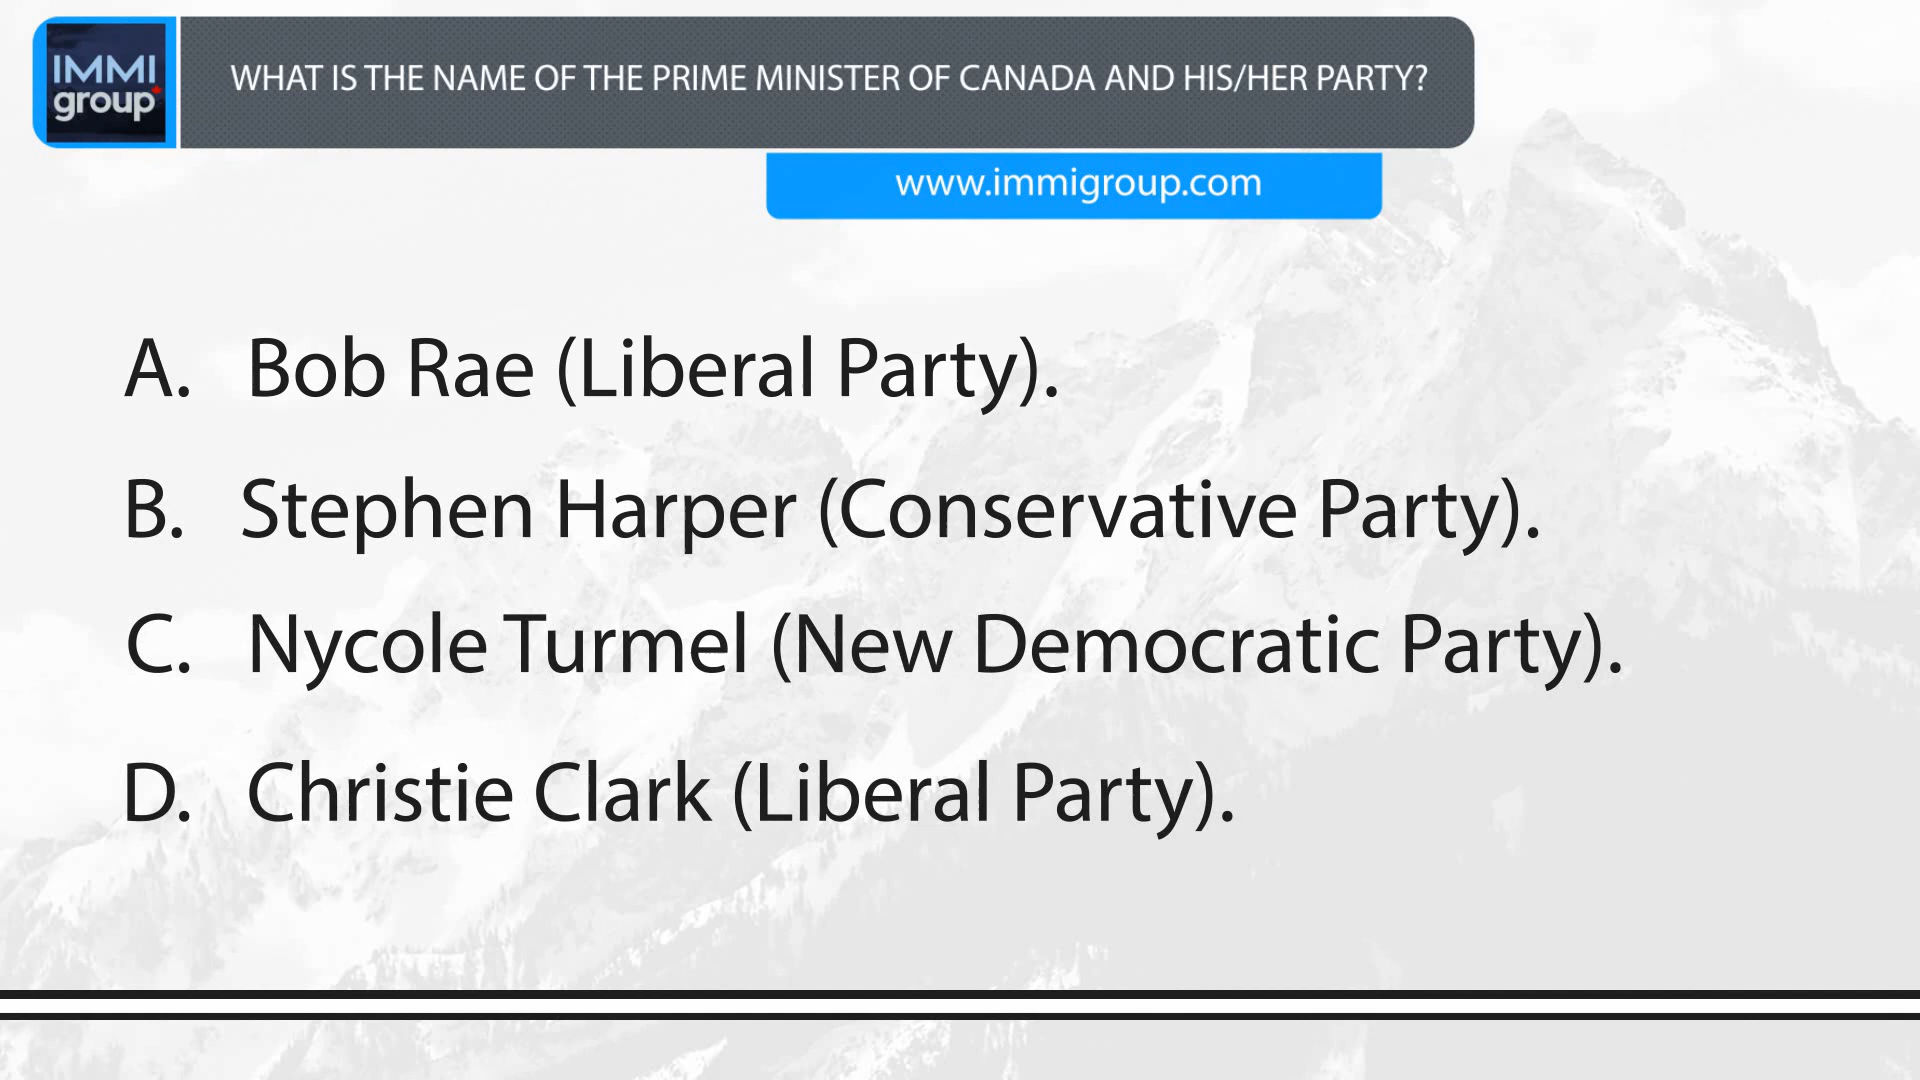 IMMI
group
WHAT IS THE NAME OF THE PRIME MINISTER OF CANADA AND HIS/HER PARTY?
www.immigroup.com
A. Bob Rae (Liberal Party).
B. Stephen Harper (Conservative Party).
C. Nycole Turmel (New Democratic Party).
D. Christie Clark (Liberal Party).